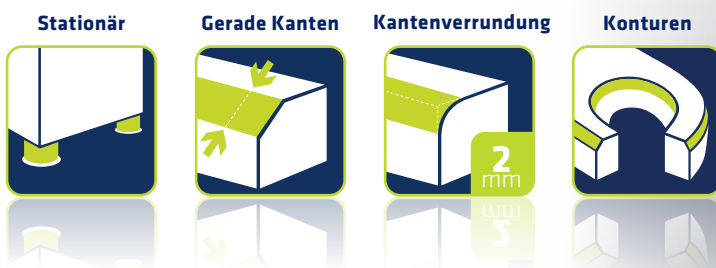 Stationär
Gerade Kanten
Kantenverrundung
Konturen
2
mm